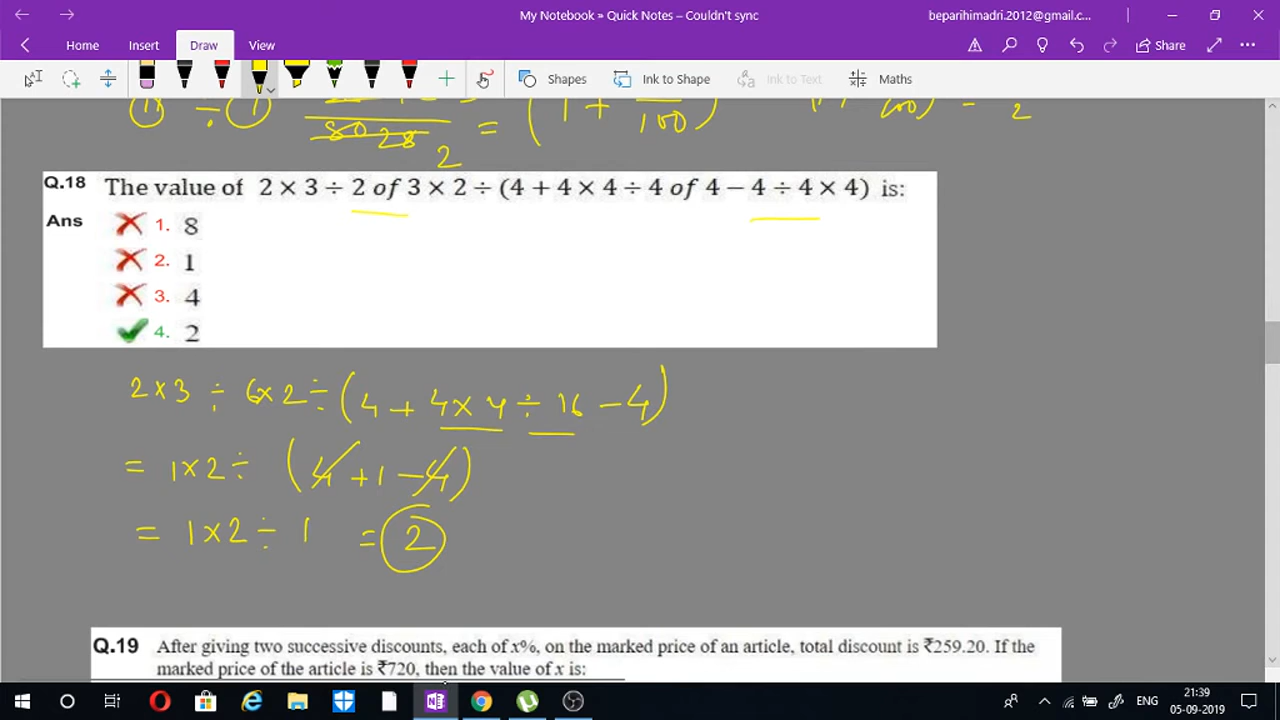 My Notebook » Quick Notes – Couldn't sync
beparihimadri.2012@gmail.c...
Home Insert Draw View
Share
Shapes Ink to Shape Ink to Text Maths
= (1 +
100
2
2
Q.18 The value of 2 × 3 ÷ 2 of 3 × 2 ÷ (4 + 4 × 4 ÷ 4 of 4 − 4 ÷ 4 × 4) is:
Ans 1. 8
2. 1
3. 4
4. 2
2×3 ÷ 6×2 ÷ (4 + 4×4 ÷ 16 − 4)
= 1×2 ÷ (4 + 1 − 4)
= 1×2 ÷ 1 = 2
Q.19 After giving two successive discounts, each of x%, on the marked price of an article, total discount is ₹259.20. If the
marked price of the article is ₹720, then the value of x is:
ENG
21:39
05-09-2019